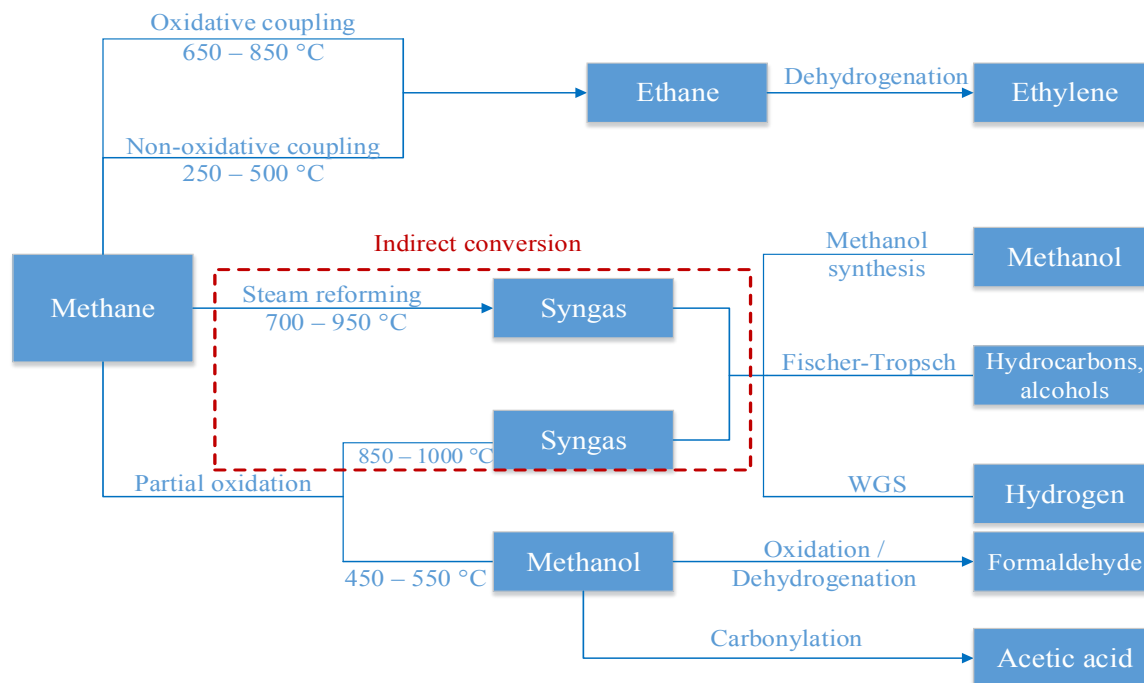 Oxidative coupling
650 – 850 °C
Ethane
Dehydrogenation
Ethylene
Non-oxidative coupling
250 – 500 °C
Indirect conversion
Methane
Steam reforming
700 – 950 °C
Syngas
Methanol
synthesis
Methanol
Fischer-Tropsch
Hydrocarbons,
alcohols
Syngas
850 – 1000 °C
Partial oxidation
WGS
Hydrogen
450 – 550 °C
Methanol
Oxidation /
Dehydrogenation
Formaldehyde
Carbonylation
Acetic acid